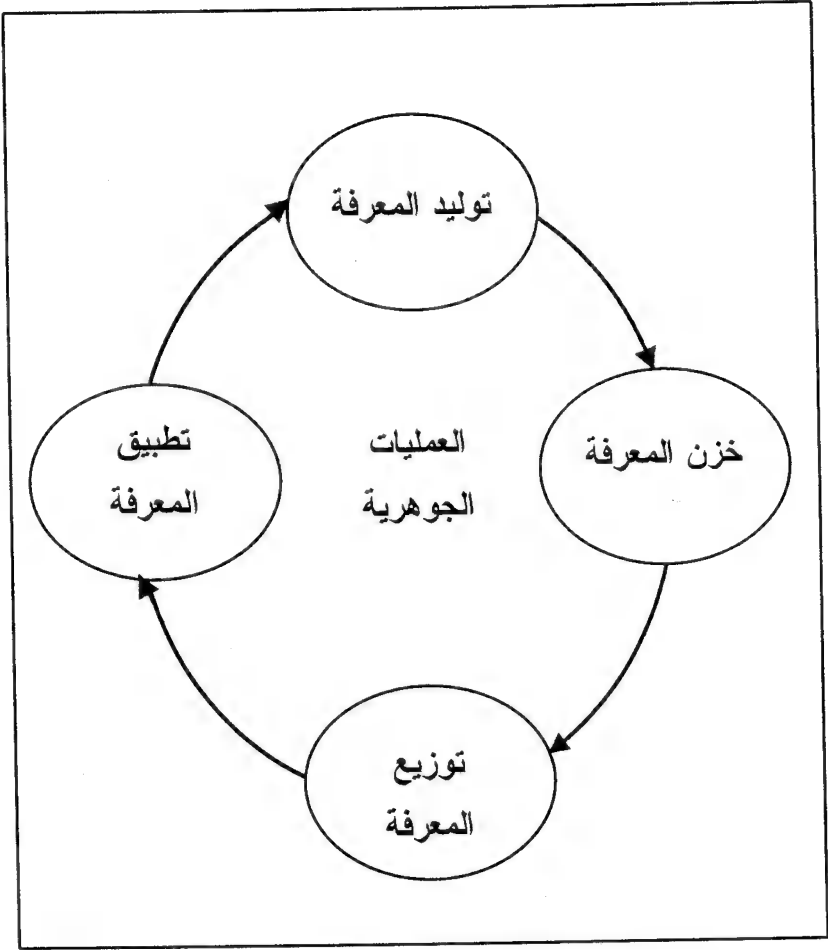 توليد المعرفة
خزن المعرفة
العمليات
الجوهرية
تطبيق
المعرفة
توزيع
المعرفة